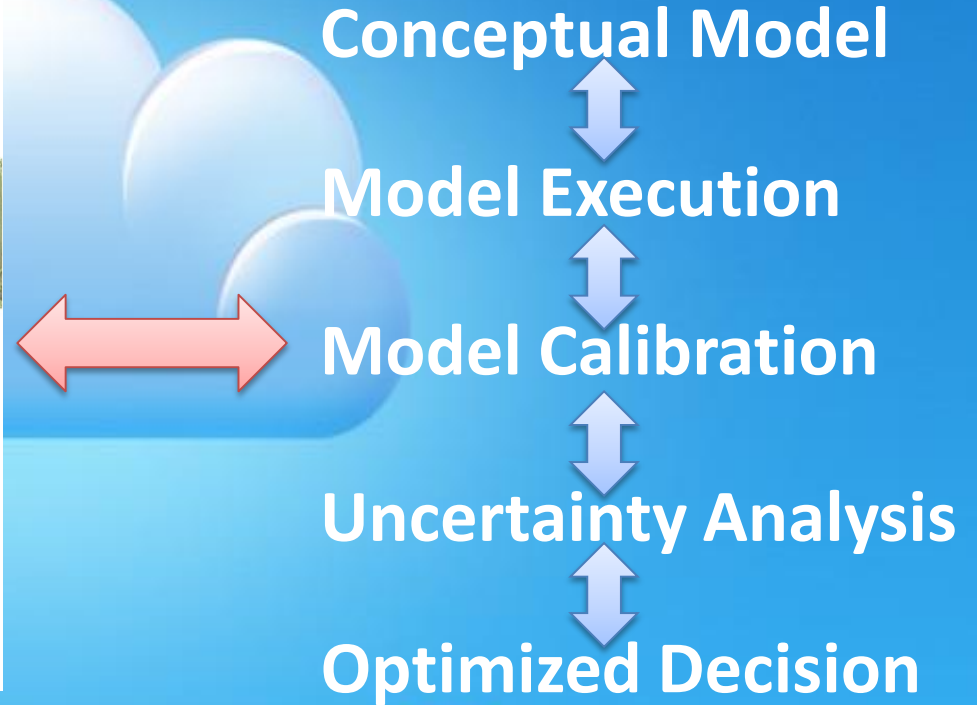 Conceptual Model
Model Execution
Model Calibration
Uncertainty Analysis
Optimized Decision